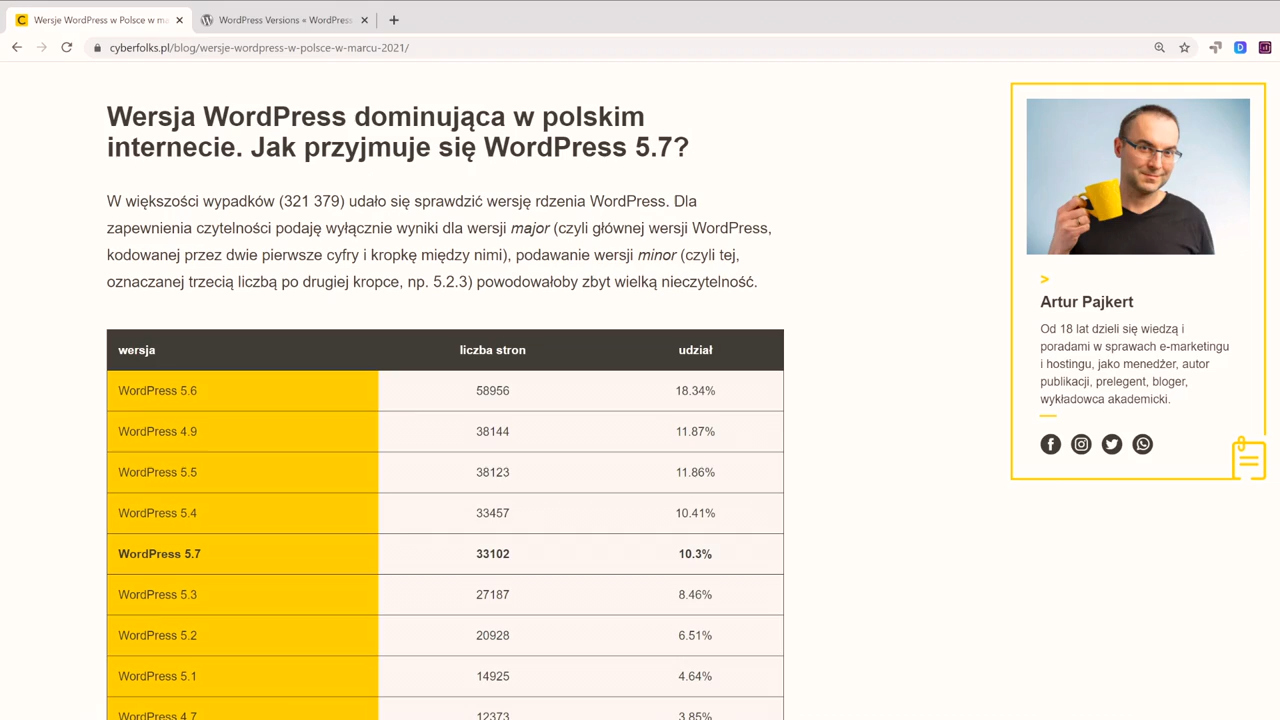 Wersje WordPress w Polsce w ma
WordPress Versions « WordPress
cyberfolks.pl/blog/wersje-wordpress-w-polsce-w-marcu-2021/
Wersja WordPress dominująca w polskim
internecie. Jak przyjmuje się WordPress 5.7?
W większości wypadków (321 379) udało się sprawdzić wersję rdzenia WordPress. Dla
zapewnienia czytelności podaję wyłącznie wyniki dla wersji major (czyli głównej wersji WordPress,
kodowanej przez dwie pierwsze cyfry i kropkę między nimi), podawanie wersji minor (czyli tej,
oznaczanej trzecią liczbą po drugiej kropce, np. 5.2.3) powodowałoby zbyt wielką nieczytelność.
wersja liczba stron udział
WordPress 5.6 58956 18.34%
WordPress 4.9 38144 11.87%
WordPress 5.5 38123 11.86%
WordPress 5.4 33457 10.41%
WordPress 5.7 33102 10.3%
WordPress 5.3 27187 8.46%
WordPress 5.2 20928 6.51%
WordPress 5.1 14925 4.64%
WordPress 4.7 12373 3.85%
>
Artur Pajkert
Od 18 lat dzieli się wiedzą i
poradami w sprawach e-marketingu
i hostingu, jako menedżer, autor
publikacji, prelegent, bloger,
wykładowca akademicki.